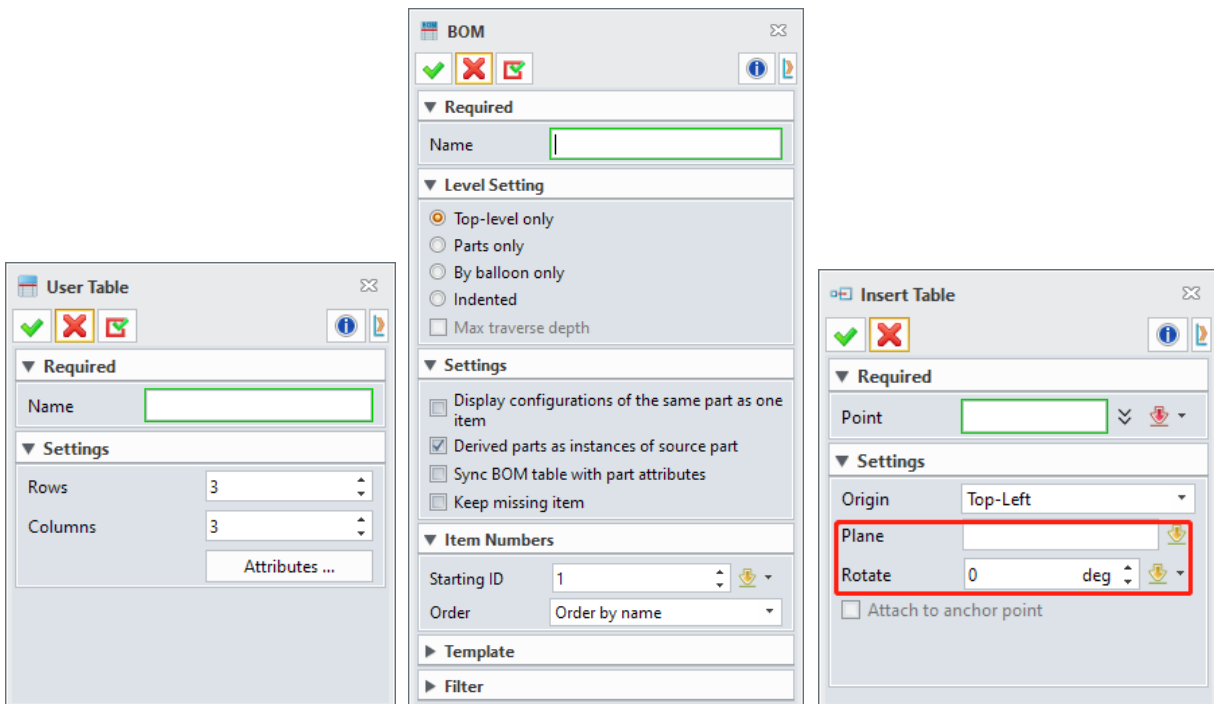 User Table
Required
Name
Settings
Rows 3
Columns 3
Attributes ...
BOM
BOM
Required
Name
Level Setting
Top-level only
Parts only
By balloon only
Indented
Max traverse depth
Settings
Display configurations of the same part as one
item
Derived parts as instances of source part
Sync BOM table with part attributes
Keep missing item
Item Numbers
Starting ID 1
Order Order by name
Template
Filter
Insert Table
Required
Point
Settings
Origin Top-Left
Plane
Rotate 0 deg
Attach to anchor point